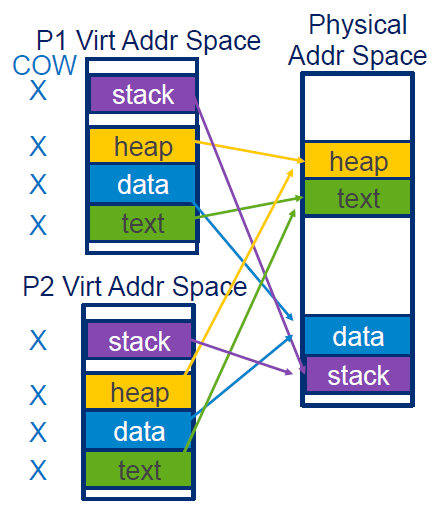 P1 Virt Addr Space
COW
X stack
X heap
X data
X text
P2 Virt Addr Space
X stack
X heap
X data
X text
Physical
Addr Space
heap
text
data
stack